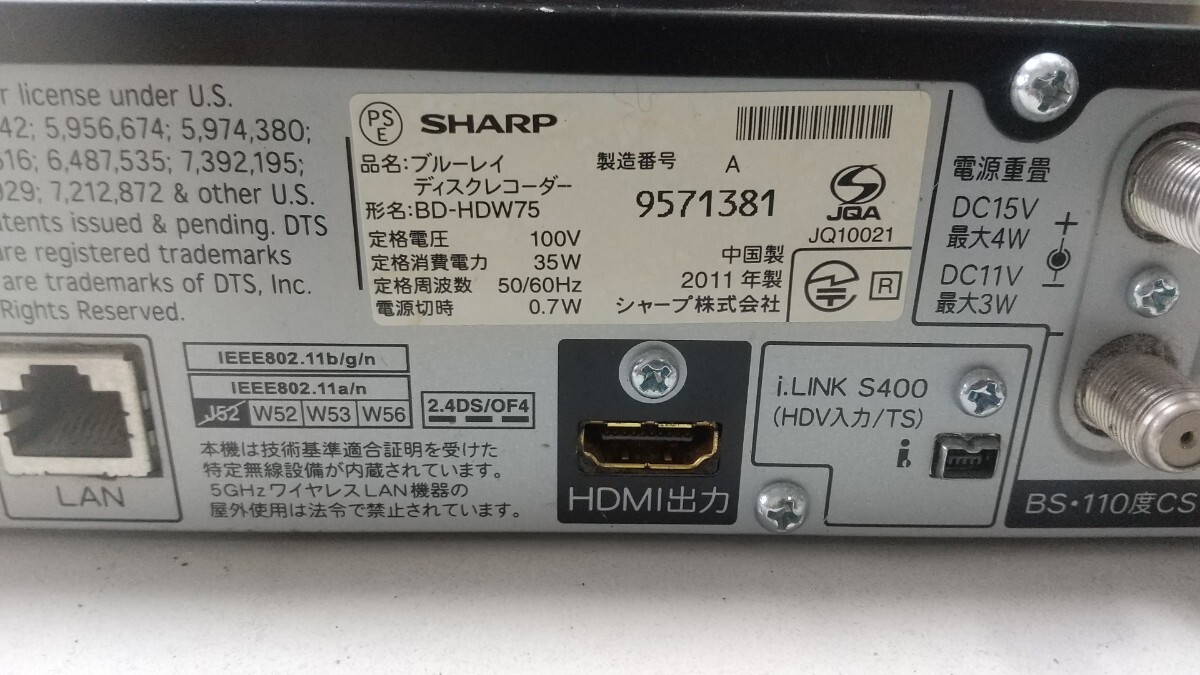 r license under U.S.
42; 5,956,674; 5,974,380;
516; 6,487,535; 7,392,195;
929; 7,212,872 & other U.S.
tents issued & pending. DTS
are registered trademarks
are trademarks of DTS, Inc.
Rights Reserved.
PSE
SHARP
品名:ブルーレイ
ディスクレコーダー
形名:BD-HDW75
定格電圧 100V
定格消費電力 35W
定格周波数 50/60Hz
電源切時 0.7W
製造番号 A
9571381
中国製
2011年製
シャープ株式会社
JQA
JQ10021
R
電源重畳
DC15V
最大4W
DC11V
最大3W
+
−
LAN
IEEE802.11b/g/n
IEEE802.11a/n
J52 W52 W53 W56
2.4DS/OF4
本機は技術基準適合証明を受けた
特定無線設備が内蔵されています。
5GHzワイヤレスLAN機器の
屋外使用は法令で禁止されています。
HDMI出力
i.LINK S400
(HDV入力/TS)
BS・110度CS